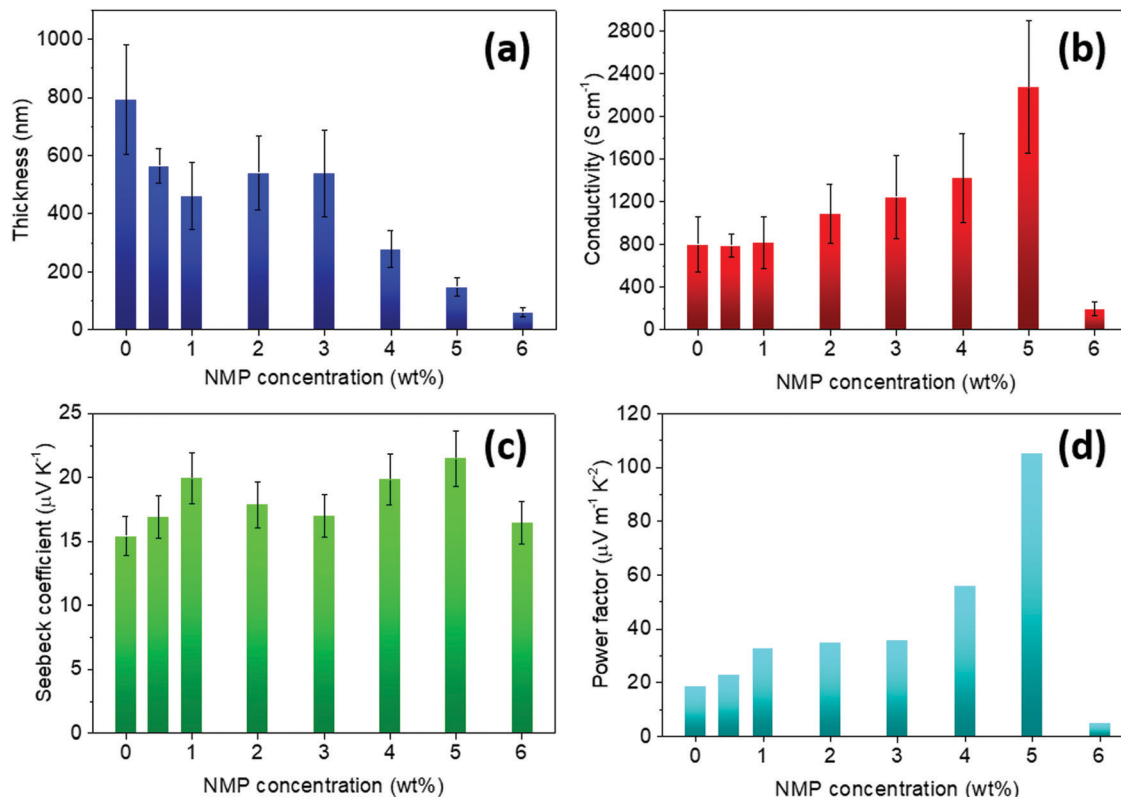 (a)
Thickness (nm)
1000
800
600
400
200
0
0 1 2 3 4 5 6
NMP concentration (wt%)
(b)
Conductivity (S cm⁻¹)
2800
2400
2000
1600
1200
800
400
0
0 1 2 3 4 5 6
NMP concentration (wt%)
(c)
Seebeck coefficient (μV K⁻¹)
25
20
15
10
5
0
0 1 2 3 4 5 6
NMP concentration (wt%)
(d)
Power factor (μV m⁻¹ K⁻²)
120
100
80
60
40
20
0
0 1 2 3 4 5 6
NMP concentration (wt%)